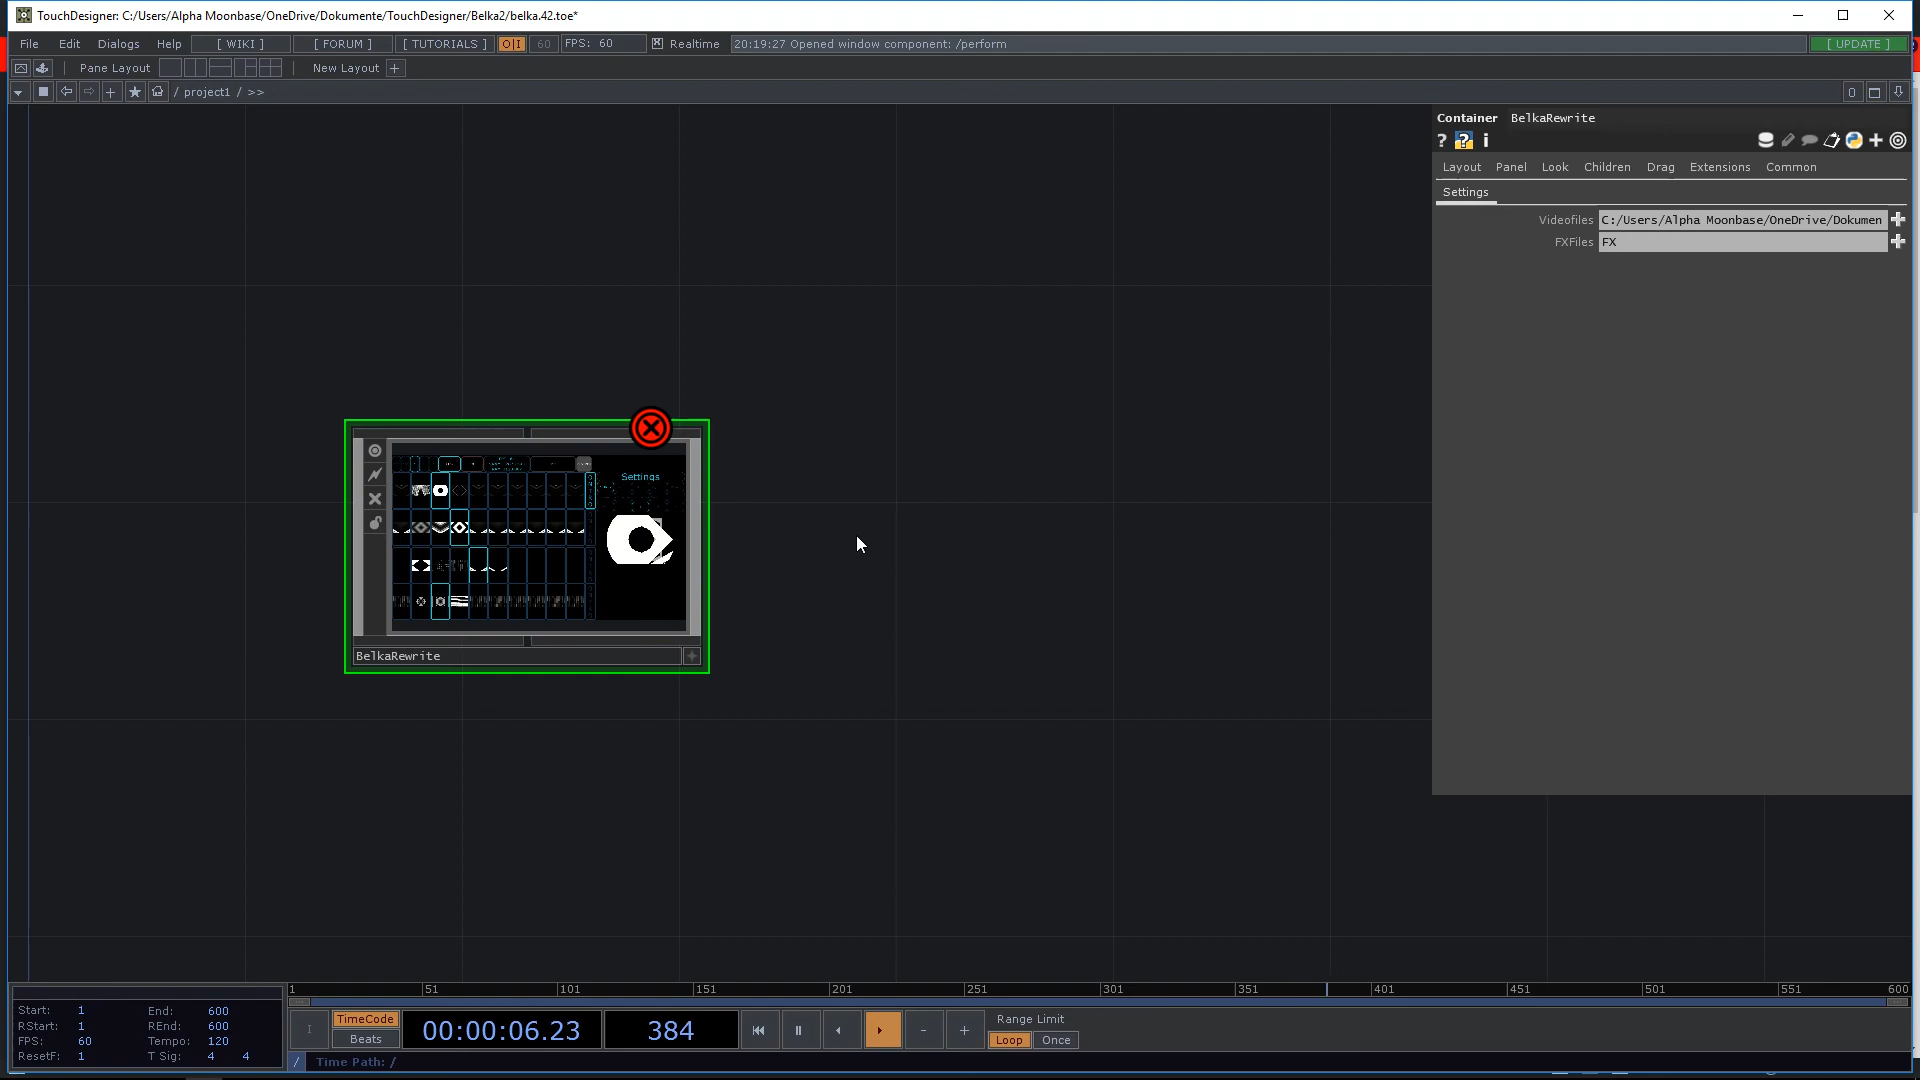 TouchDesigner: C:/Users/Alpha Moonbase/OneDrive/Dokumente/TouchDesigner/Belka2/belka.42.toe*
File Edit Dialogs Help [ WIKI ] [ FORUM ] [ TUTORIALS ] O|I 60 FPS: 60 Realtime 20:19:27 Opened window component: /perform [ UPDATE ]
Pane Layout New Layout +
/ project1 / >> 0
Container BelkaRewrite
? ? i
Layout Panel Look Children Drag Extensions Common
Settings
Videofiles C:/Users/Alpha Moonbase/OneDrive/Dokumen
FXFiles FX
Settings
BelkaRewrite
1 51 101 151 201 251 301 351 401 451 501 551 600
Start: 1 End: 600
RStart: 1 REnd: 600
FPS: 60 Tempo: 120
ResetF: 1 T Sig: 4 4
I TimeCode Beats 00:00:06.23 384 - + Range Limit
Loop Once
/ Time Path: /